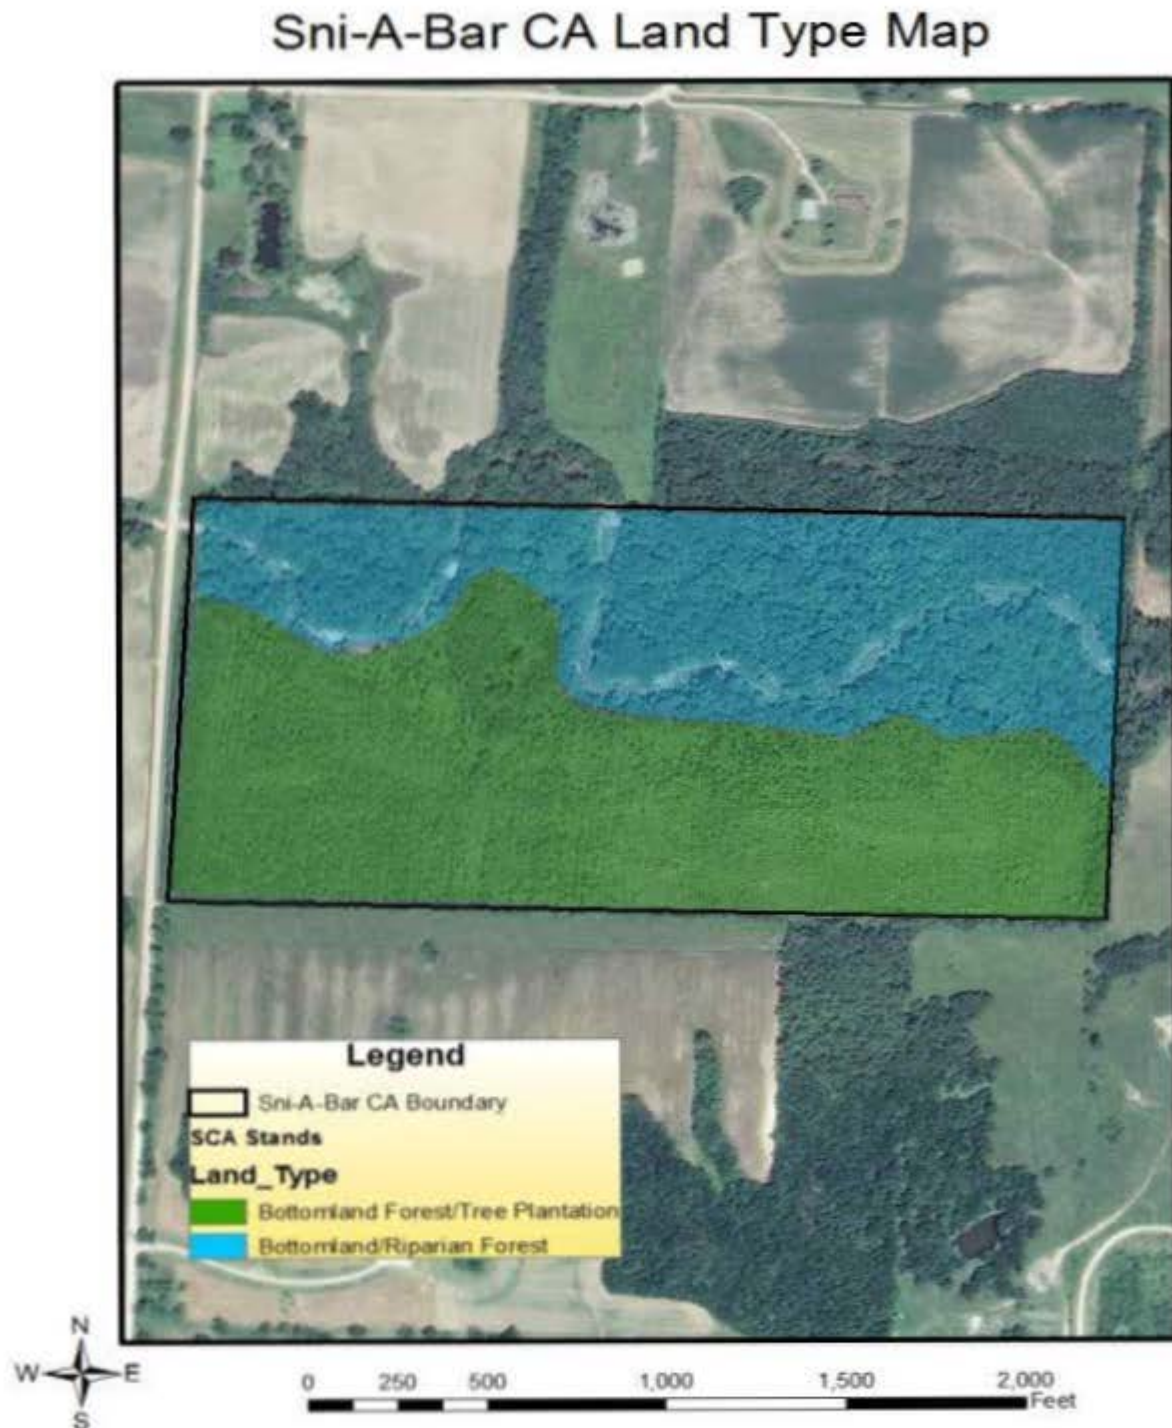 Sni-A-Bar CA Land Type Map
Legend
Sni-A-Bar CA Boundary
SCA Stands
Land_Type
Bottomland Forest/Tree Plantation
Bottomland/Riparian Forest
N
W E
S
0 250 500 1,000 1,500 2,000
Feet